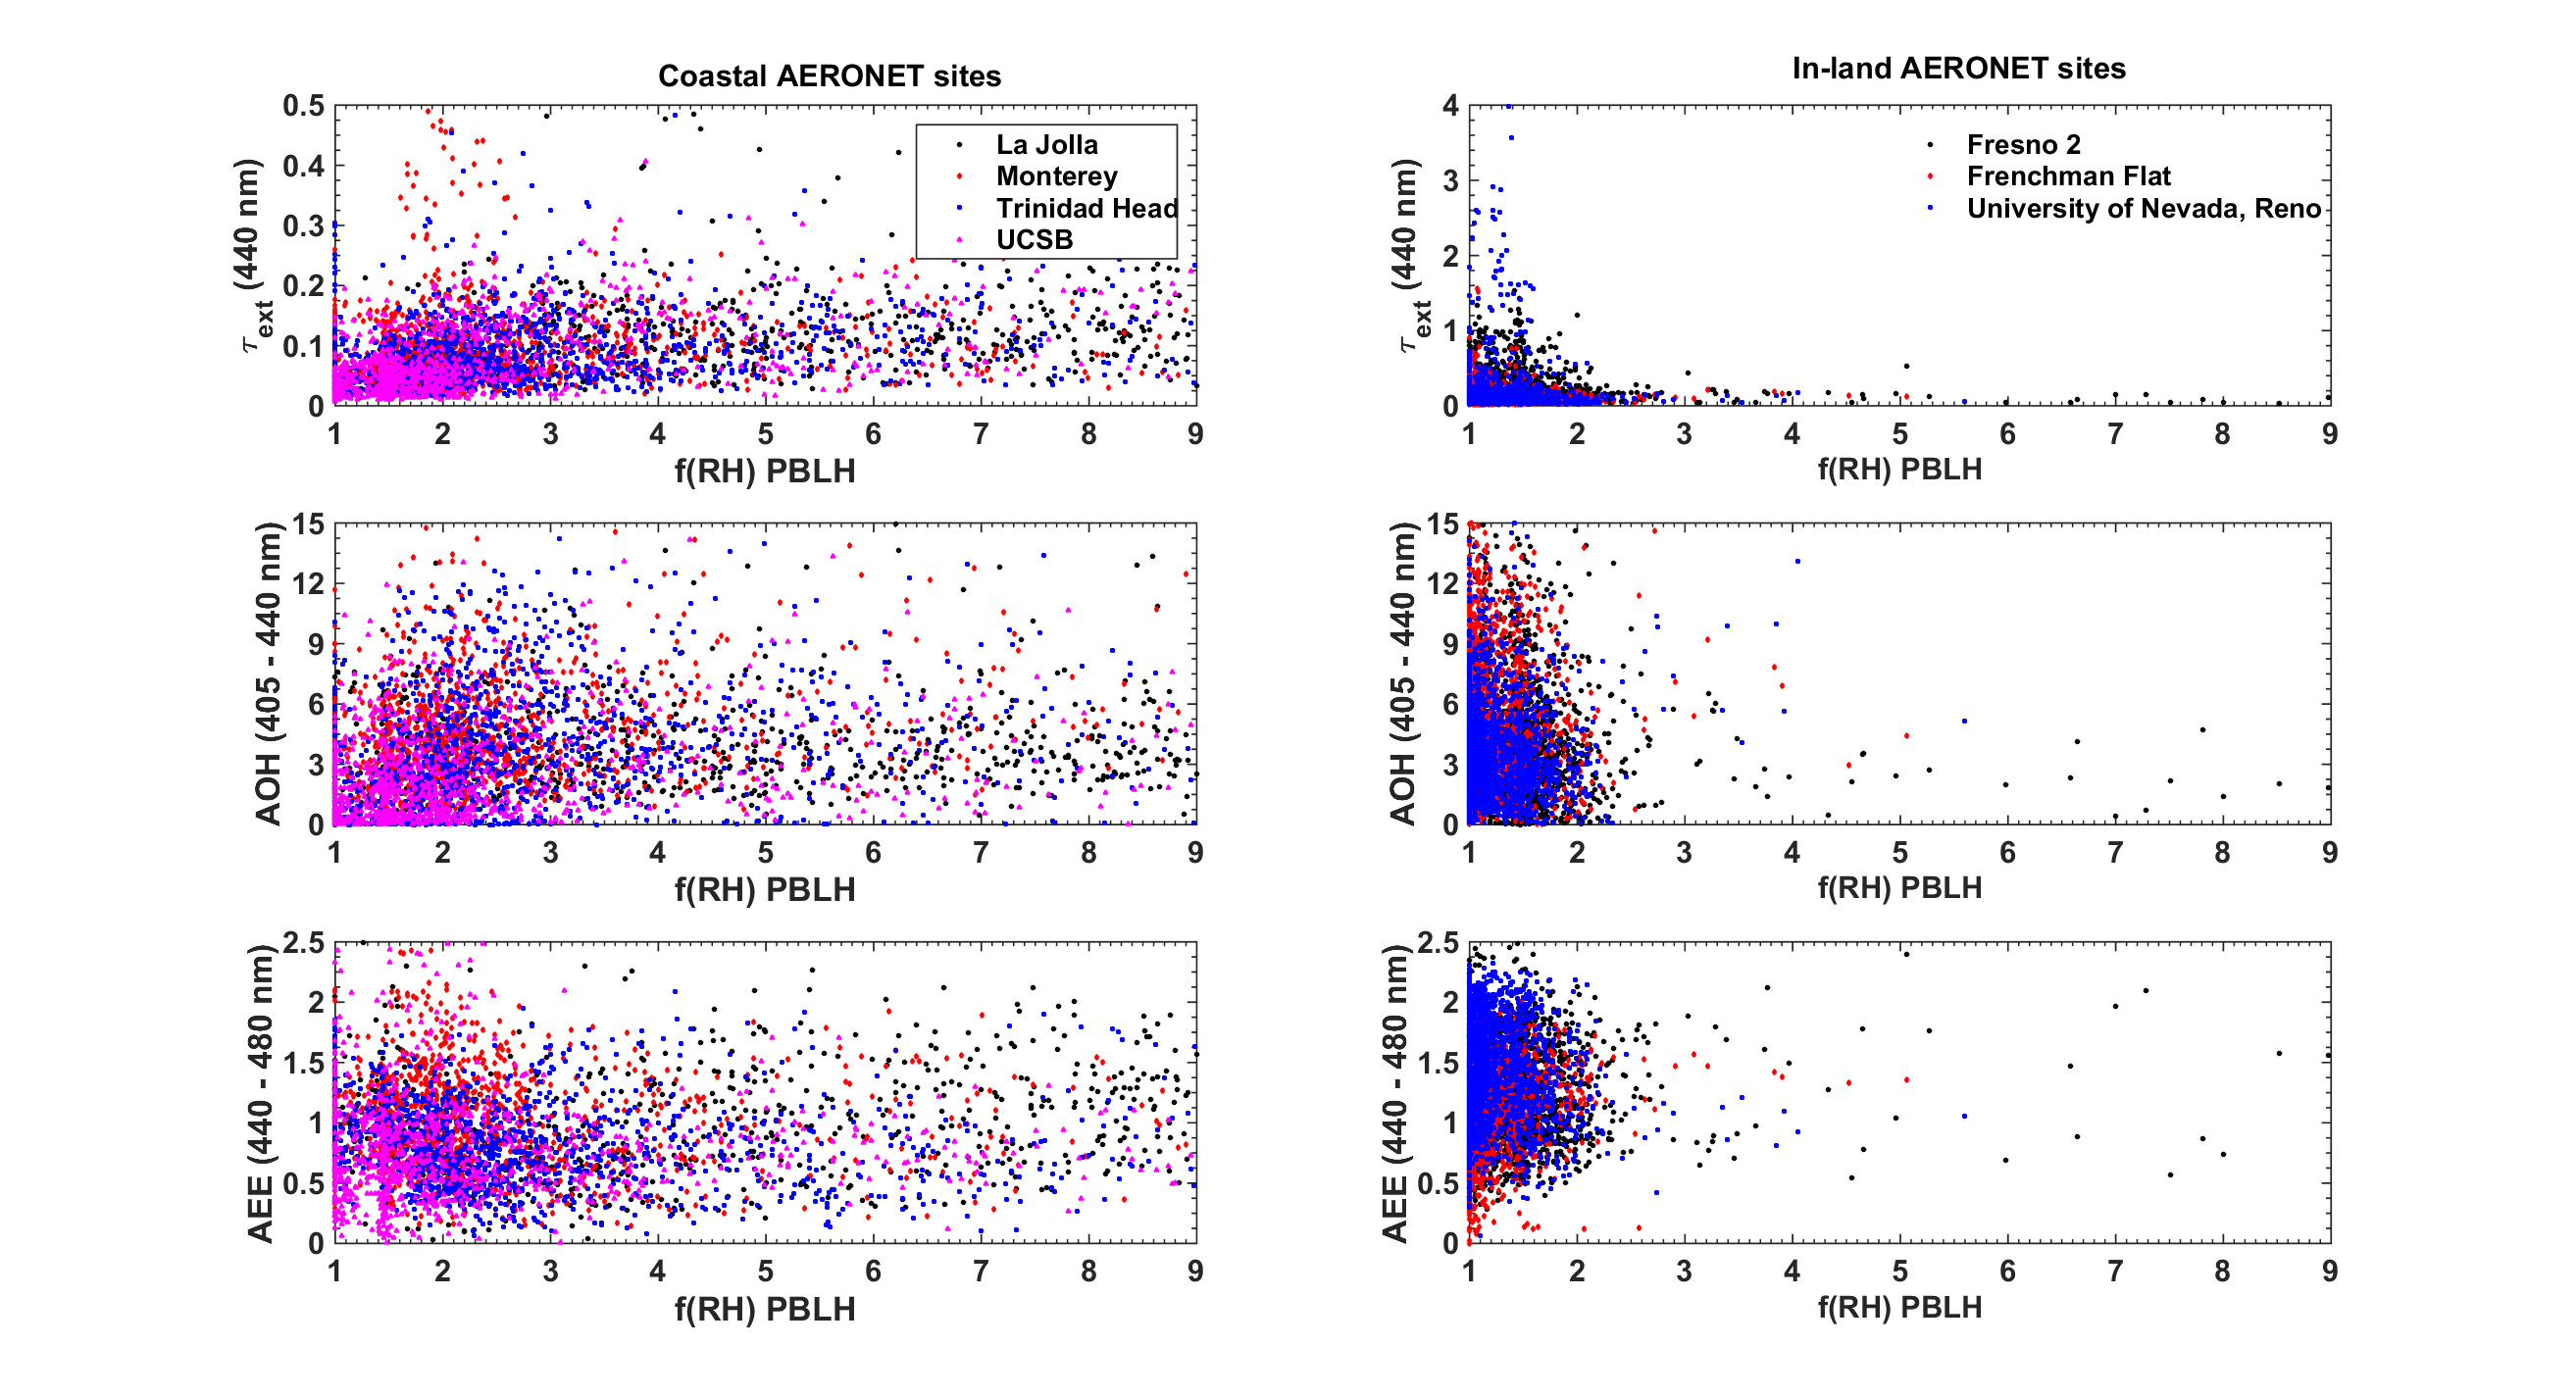 Coastal AERONET sites
0.5
0.4
0.3
0.2
0.1
0
τext (440 nm)
La Jolla
Monterey
Trinidad Head
UCSB
1 2 3 4 5 6 7 8 9
f(RH) PBLH
In-land AERONET sites
4
3
2
1
0
τext (440 nm)
Fresno 2
Frenchman Flat
University of Nevada, Reno
1 2 3 4 5 6 7 8 9
f(RH) PBLH
15
12
9
6
3
0
AOH (405 - 440 nm)
1 2 3 4 5 6 7 8 9
f(RH) PBLH
15
12
9
6
3
0
AOH (405 - 440 nm)
1 2 3 4 5 6 7 8 9
f(RH) PBLH
2.5
2
1.5
1
0.5
0
AEE (440 - 480 nm)
1 2 3 4 5 6 7 8 9
f(RH) PBLH
2.5
2
1.5
1
0.5
0
AEE (440 - 480 nm)
1 2 3 4 5 6 7 8 9
f(RH) PBLH